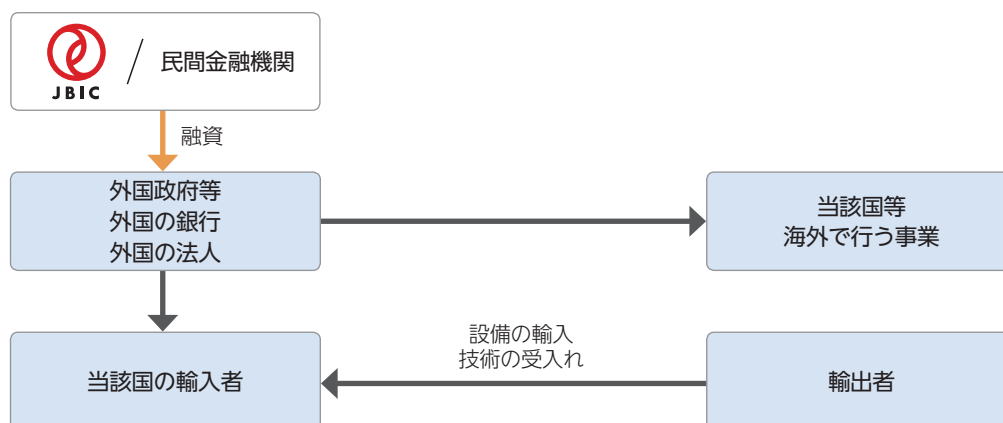 JBIC
/
民間金融機関
融資
外国政府等
外国の銀行
外国の法人
当該国等
海外で行う事業
設備の輸入
技術の受入れ
当該国の輸入者
輸出者